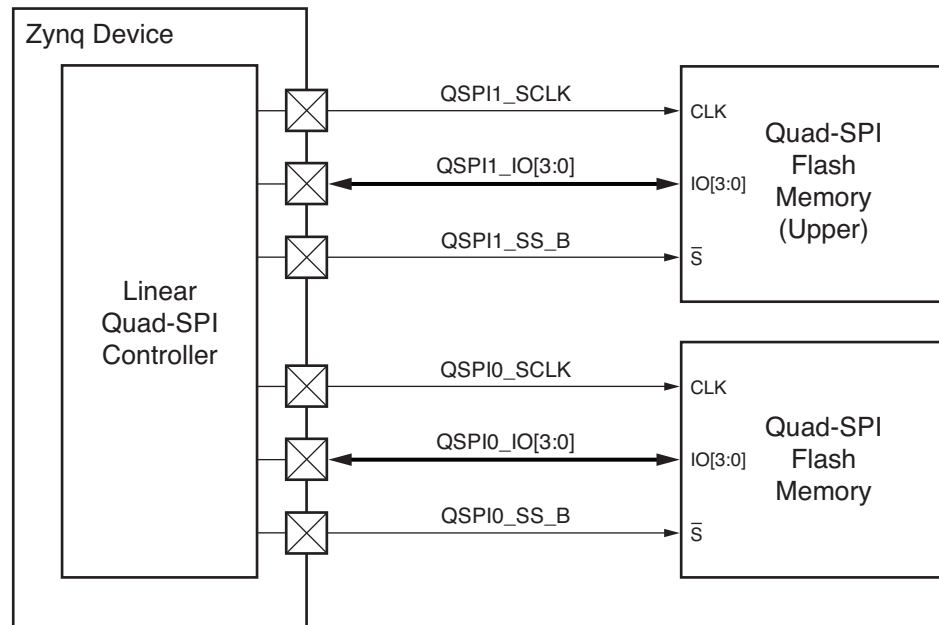 Zynq Device
Linear
Quad-SPI
Controller
QSPI1_SCLK
CLK
QSPI1_IO[3:0]
IO[3:0]
QSPI1_SS_B
S̅
Quad-SPI
Flash
Memory
(Upper)
QSPI0_SCLK
CLK
QSPI0_IO[3:0]
IO[3:0]
QSPI0_SS_B
S̅
Quad-SPI
Flash
Memory